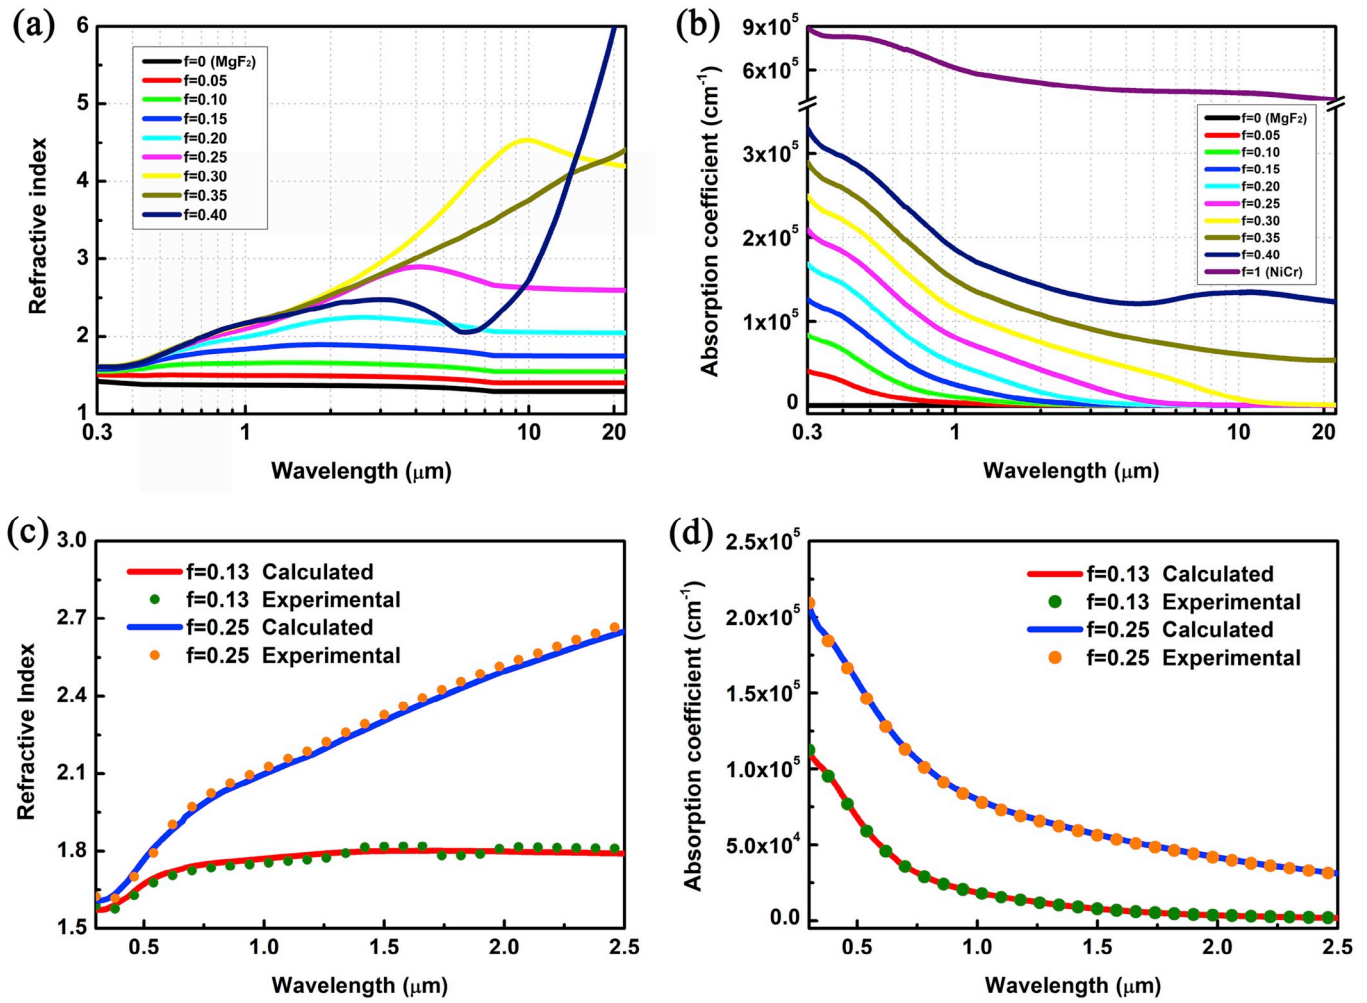 (a)
6
5
4
3
2
1
Refractive index
f=0 (MgF₂)
f=0.05
f=0.10
f=0.15
f=0.20
f=0.25
f=0.30
f=0.35
f=0.40
0.3
1
10
20
Wavelength (μm)
(b)
9x10⁵
6x10⁵
3x10⁵
2x10⁵
1x10⁵
0
Absorption coefficient (cm⁻¹)
f=0 (MgF₂)
f=0.05
f=0.10
f=0.15
f=0.20
f=0.25
f=0.30
f=0.35
f=0.40
f=1 (NiCr)
0.3
1
10
20
Wavelength (μm)
(c)
3.0
2.7
2.4
2.1
1.8
1.5
Refractive Index
f=0.13 Calculated
f=0.13 Experimental
f=0.25 Calculated
f=0.25 Experimental
0.5
1.0
1.5
2.0
2.5
Wavelength (μm)
(d)
2.5x10⁵
2.0x10⁵
1.5x10⁵
1.0x10⁵
5.0x10⁴
0.0
Absorption coefficient (cm⁻¹)
f=0.13 Calculated
f=0.13 Experimental
f=0.25 Calculated
f=0.25 Experimental
0.5
1.0
1.5
2.0
2.5
Wavelength (μm)